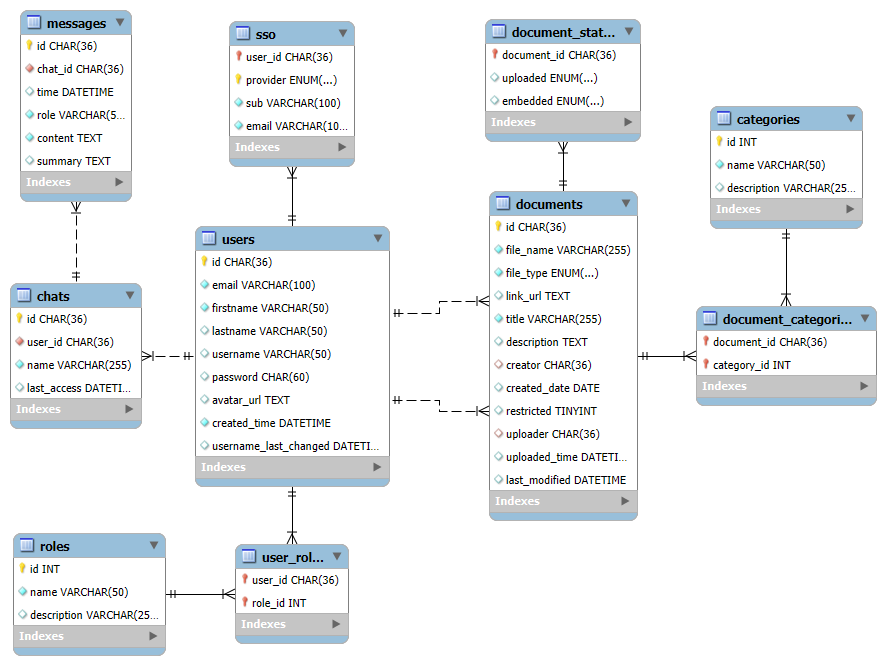 messages
id CHAR(36)
chat_id CHAR(36)
time DATETIME
role VARCHAR(5...
content TEXT
summary TEXT
Indexes
sso
user_id CHAR(36)
provider ENUM(...)
sub VARCHAR(100)
email VARCHAR(10...
Indexes
document_stat...
document_id CHAR(36)
uploaded ENUM(...)
embedded ENUM(...)
Indexes
categories
id INT
name VARCHAR(50)
description VARCHAR(25...
Indexes
chats
id CHAR(36)
user_id CHAR(36)
name VARCHAR(255)
last_access DATETI...
Indexes
users
id CHAR(36)
email VARCHAR(100)
firstname VARCHAR(50)
lastname VARCHAR(50)
username VARCHAR(50)
password CHAR(60)
avatar_url TEXT
created_time DATETIME
username_last_changed DATETI...
Indexes
documents
id CHAR(36)
file_name VARCHAR(255)
file_type ENUM(...)
link_url TEXT
title VARCHAR(255)
description TEXT
creator CHAR(36)
created_date DATE
restricted TINYINT
uploader CHAR(36)
uploaded_time DATETI...
last_modified DATETIME
Indexes
document_categori...
document_id CHAR(36)
category_id INT
Indexes
roles
id INT
name VARCHAR(50)
description VARCHAR(25...
Indexes
user_rol...
user_id CHAR(36)
role_id INT
Indexes